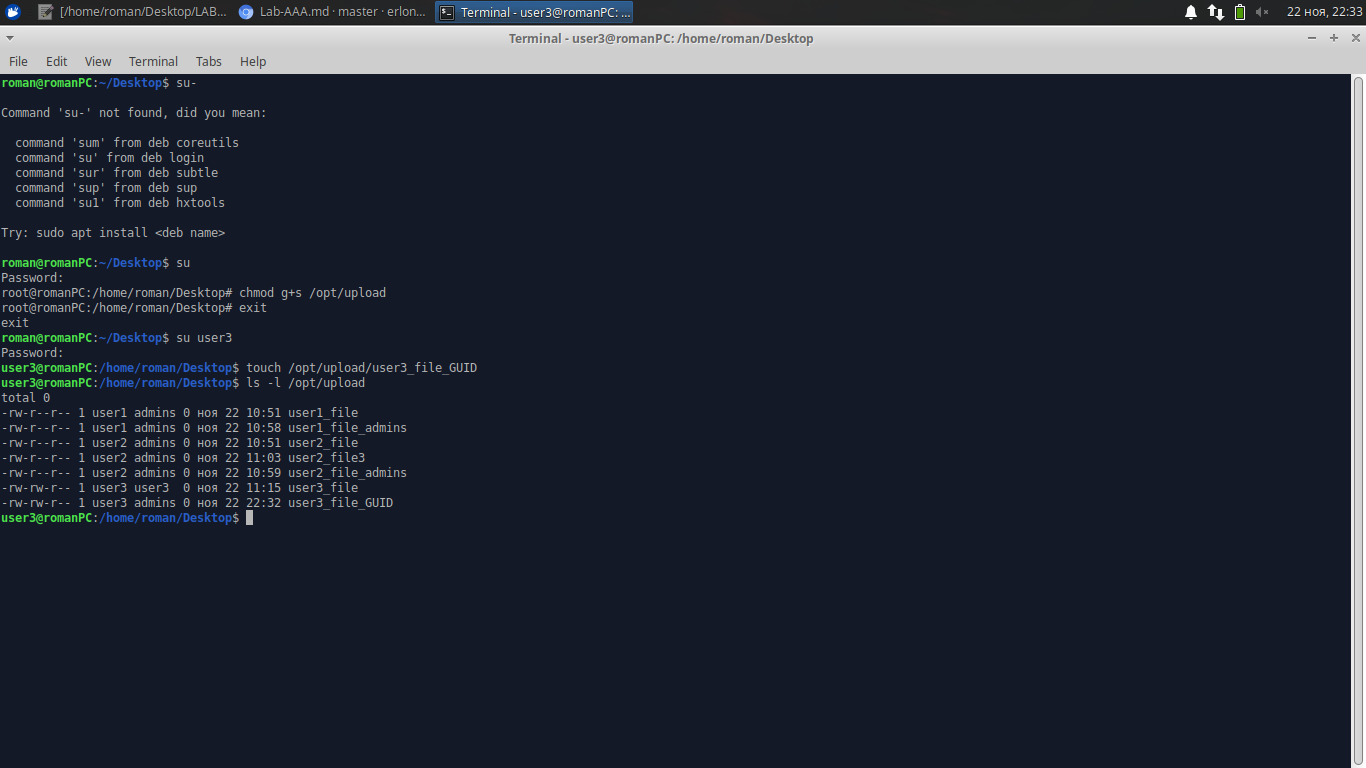 [/home/roman/Desktop/LAB... Lab-AAA.md · master · erlon... Terminal - user3@romanPC: ... 22 ноя, 22:33
Terminal - user3@romanPC: /home/roman/Desktop
File Edit View Terminal Tabs Help
roman@romanPC:~/Desktop$ su-
Command 'su-' not found, did you mean:
command 'sum' from deb coreutils
command 'su' from deb login
command 'sur' from deb subtle
command 'sup' from deb sup
command 'su1' from deb hxtools
Try: sudo apt install <deb name>
roman@romanPC:~/Desktop$ su
Password:
root@romanPC:/home/roman/Desktop# chmod g+s /opt/upload
root@romanPC:/home/roman/Desktop# exit
exit
roman@romanPC:~/Desktop$ su user3
Password:
user3@romanPC:/home/roman/Desktop$ touch /opt/upload/user3_file_GUID
user3@romanPC:/home/roman/Desktop$ ls -l /opt/upload
total 0
-rw-r--r-- 1 user1 admins 0 ноя 22 10:51 user1_file
-rw-r--r-- 1 user1 admins 0 ноя 22 10:58 user1_file_admins
-rw-r--r-- 1 user2 admins 0 ноя 22 10:51 user2_file
-rw-r--r-- 1 user2 admins 0 ноя 22 11:03 user2_file3
-rw-r--r-- 1 user2 admins 0 ноя 22 10:59 user2_file_admins
-rw-rw-r-- 1 user3 user3  0 ноя 22 11:15 user3_file
-rw-rw-r-- 1 user3 admins 0 ноя 22 22:32 user3_file_GUID
user3@romanPC:/home/roman/Desktop$